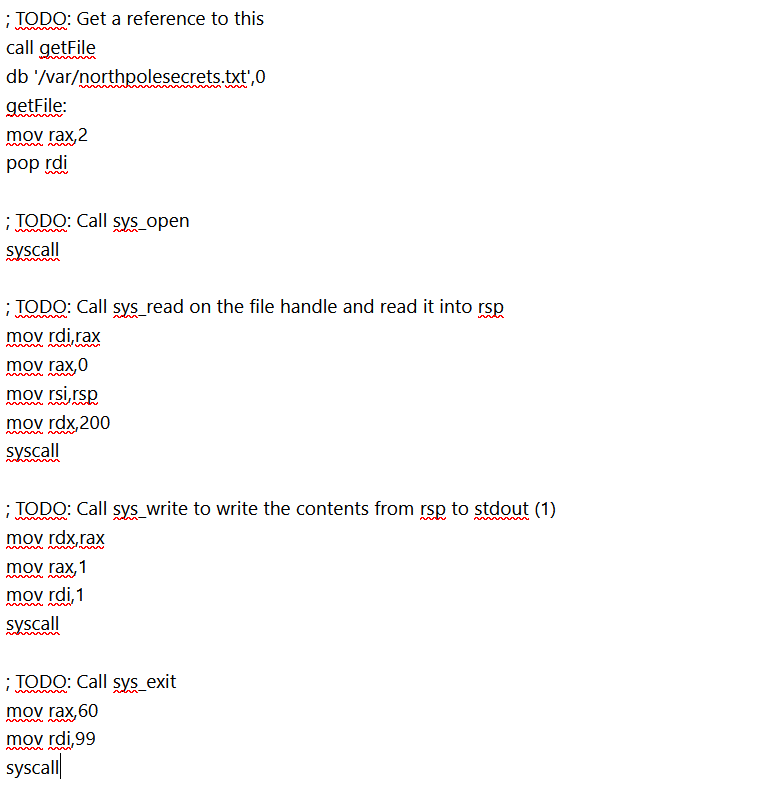 ; TODO: Get a reference to this
call getFile
db '/var/northpolesecrets.txt',0
getFile:
mov rax,2
pop rdi
; TODO: Call sys_open
syscall
; TODO: Call sys_read on the file handle and read it into rsp
mov rdi,rax
mov rax,0
mov rsi,rsp
mov rdx,200
syscall
; TODO: Call sys_write to write the contents from rsp to stdout (1)
mov rdx,rax
mov rax,1
mov rdi,1
syscall
; TODO: Call sys_exit
mov rax,60
mov rdi,99
syscall